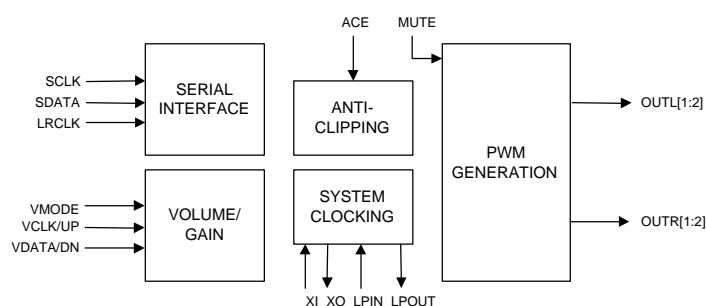 ACE
MUTE
SCLK
SDATA
LRCLK
SERIAL
INTERFACE
ANTI-
CLIPPING
PWM
GENERATION
OUTL[1:2]
OUTR[1:2]
VMODE
VCLK/UP
VDATA/DN
VOLUME/
GAIN
SYSTEM
CLOCKING
XI XO LPIN LPOUT